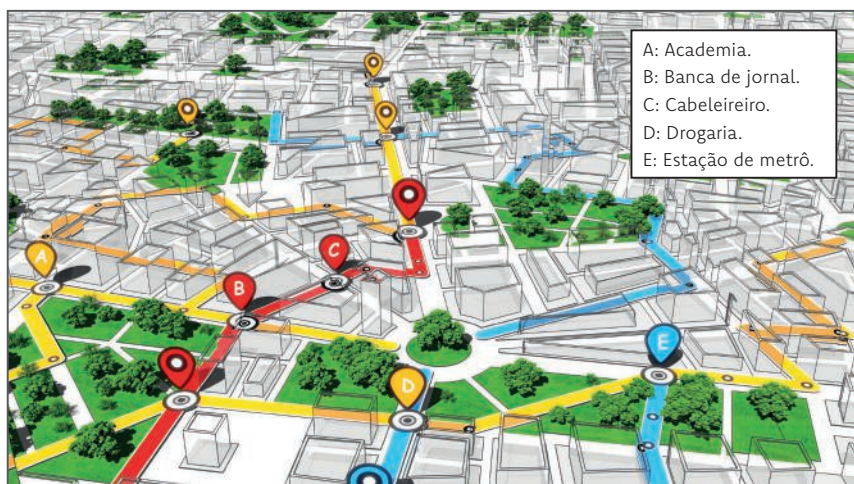 A: Academia.
B: Banca de jornal.
C: Cabeleireiro.
D: Drogaria.
E: Estação de metrô.
C
A
B
E
D